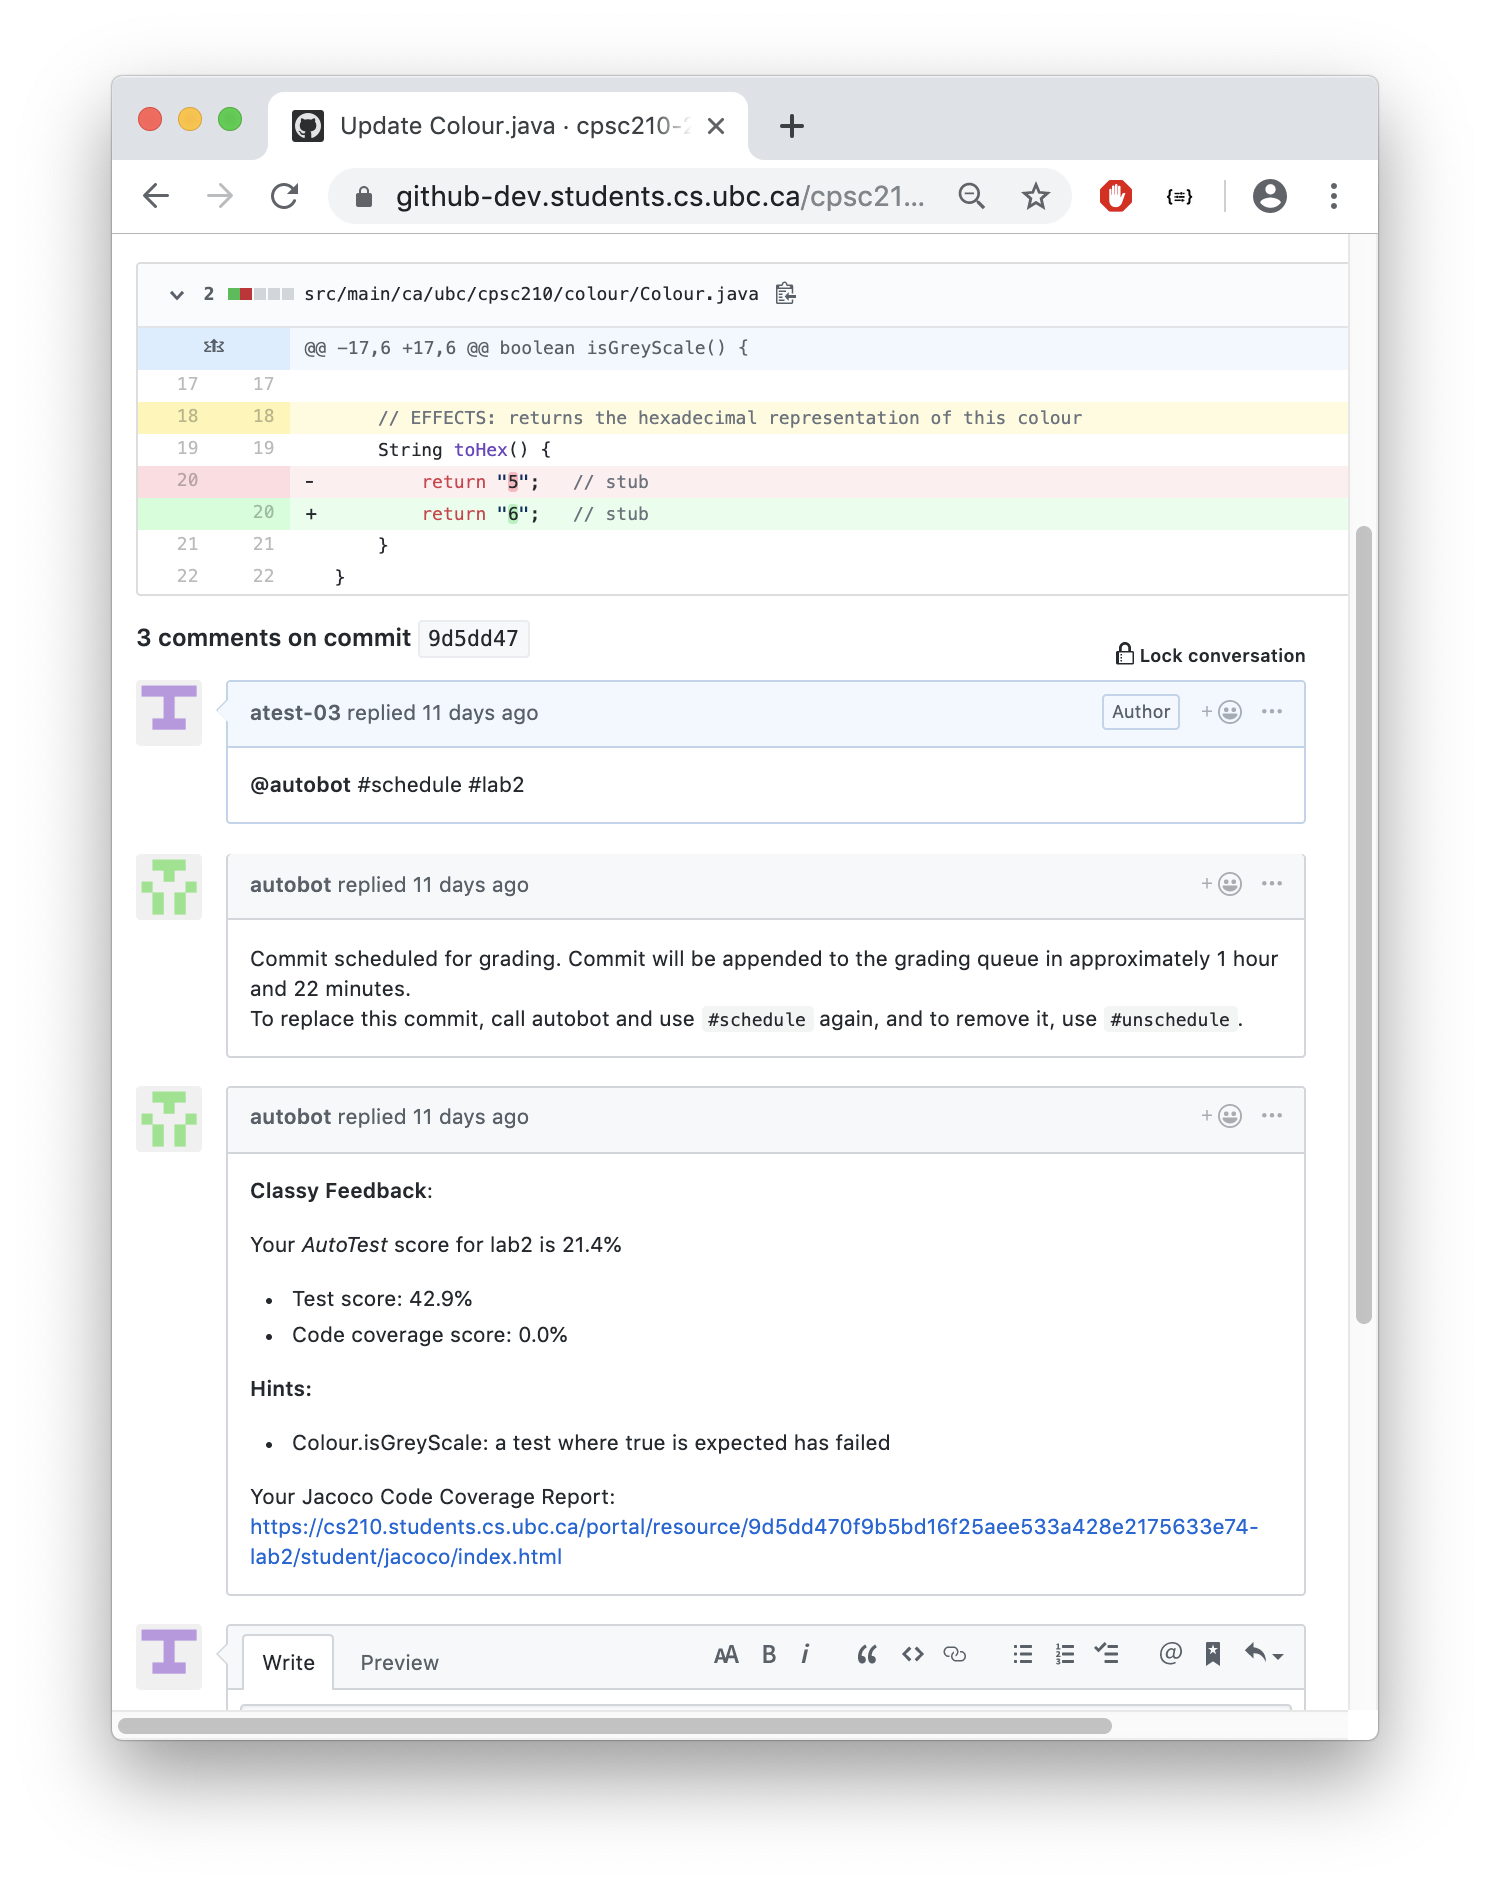 Update Colour.java · cpsc210-2
github-dev.students.cs.ubc.ca/cpsc21...
2 src/main/ca/ubc/cpsc210/colour/Colour.java
@@ -17,6 +17,6 @@ boolean isGreyScale() {
17 17
18 18 // EFFECTS: returns the hexadecimal representation of this colour
19 19 String toHex() {
20 - return "5"; // stub
20 + return "6"; // stub
21 21 }
22 22 }
3 comments on commit 9d5dd47
Lock conversation
atest-03 replied 11 days ago Author
@autobot #schedule #lab2
autobot replied 11 days ago
Commit scheduled for grading. Commit will be appended to the grading queue in approximately 1 hour
and 22 minutes.
To replace this commit, call autobot and use #schedule again, and to remove it, use #unschedule.
autobot replied 11 days ago
Classy Feedback:
Your AutoTest score for lab2 is 21.4%
• Test score: 42.9%
• Code coverage score: 0.0%
Hints:
• Colour.isGreyScale: a test where true is expected has failed
Your Jacoco Code Coverage Report:
https://cs210.students.cs.ubc.ca/portal/resource/9d5dd470f9b5bd16f25aee533a428e2175633e74-
lab2/student/jacoco/index.html
Write Preview